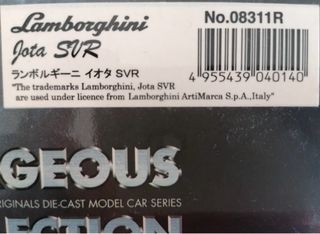 Lamborghini No.08311R
Jota SVR
ランボルギーニ イオタ SVR
4 955439 040140
"The trademarks Lamborghini, Jota SVR
are used under licence from Lamborghini ArtiMarca S.p.A.,Italy"
GEOUS
ORIGINALS DIE-CAST MODEL CAR SERIES
ECTION